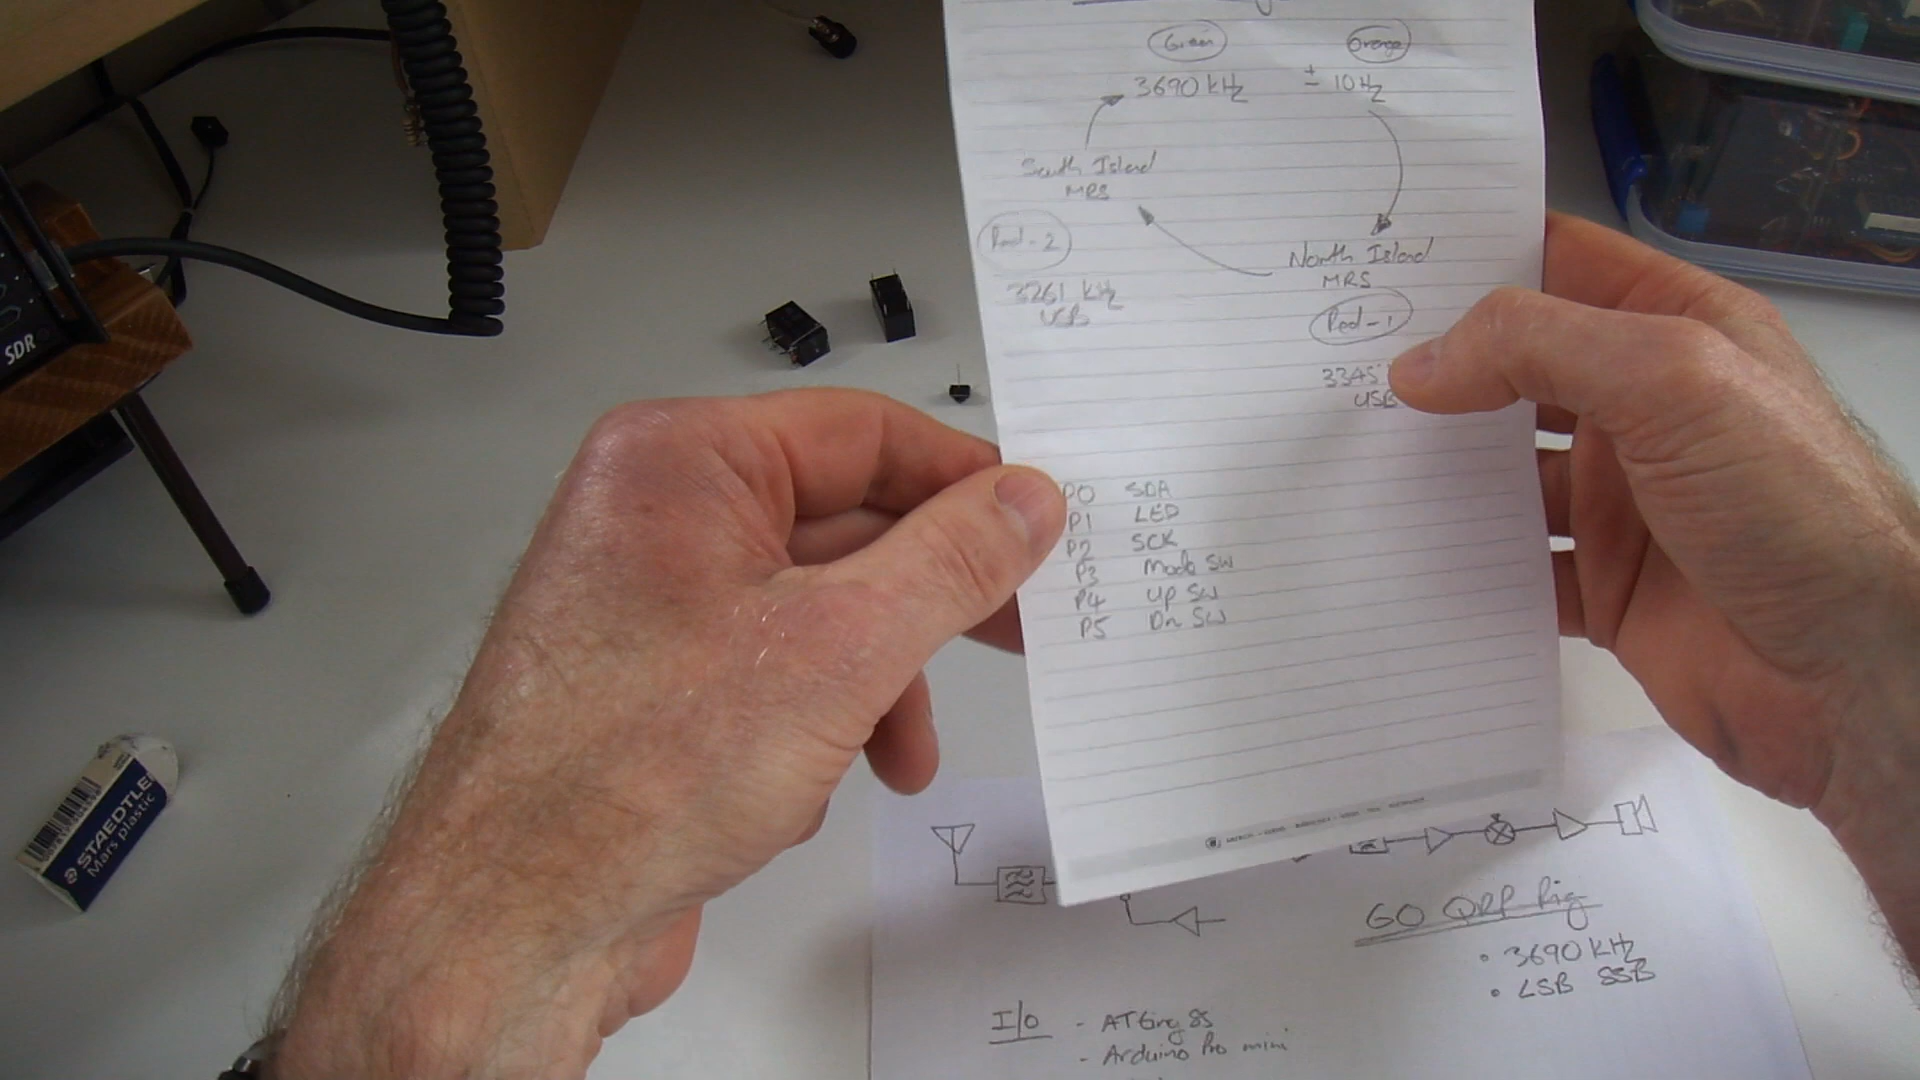 Green
Orange
3690 kHz
± 10Hz
South Island
MRS
North Island
MRS
Red-2
3261 kHz
USB
Red-1
3345
USB
P0 SDA
P1 LED
P2 SCK
P3 Mode SW
P4 Up SW
P5 Dn SW
SDR
STAEDTLER
Mars plastic
GO QRP Rig
• 3690 kHz
• LSB SSB
I/O - ATtiny 85
- Arduino Pro mini